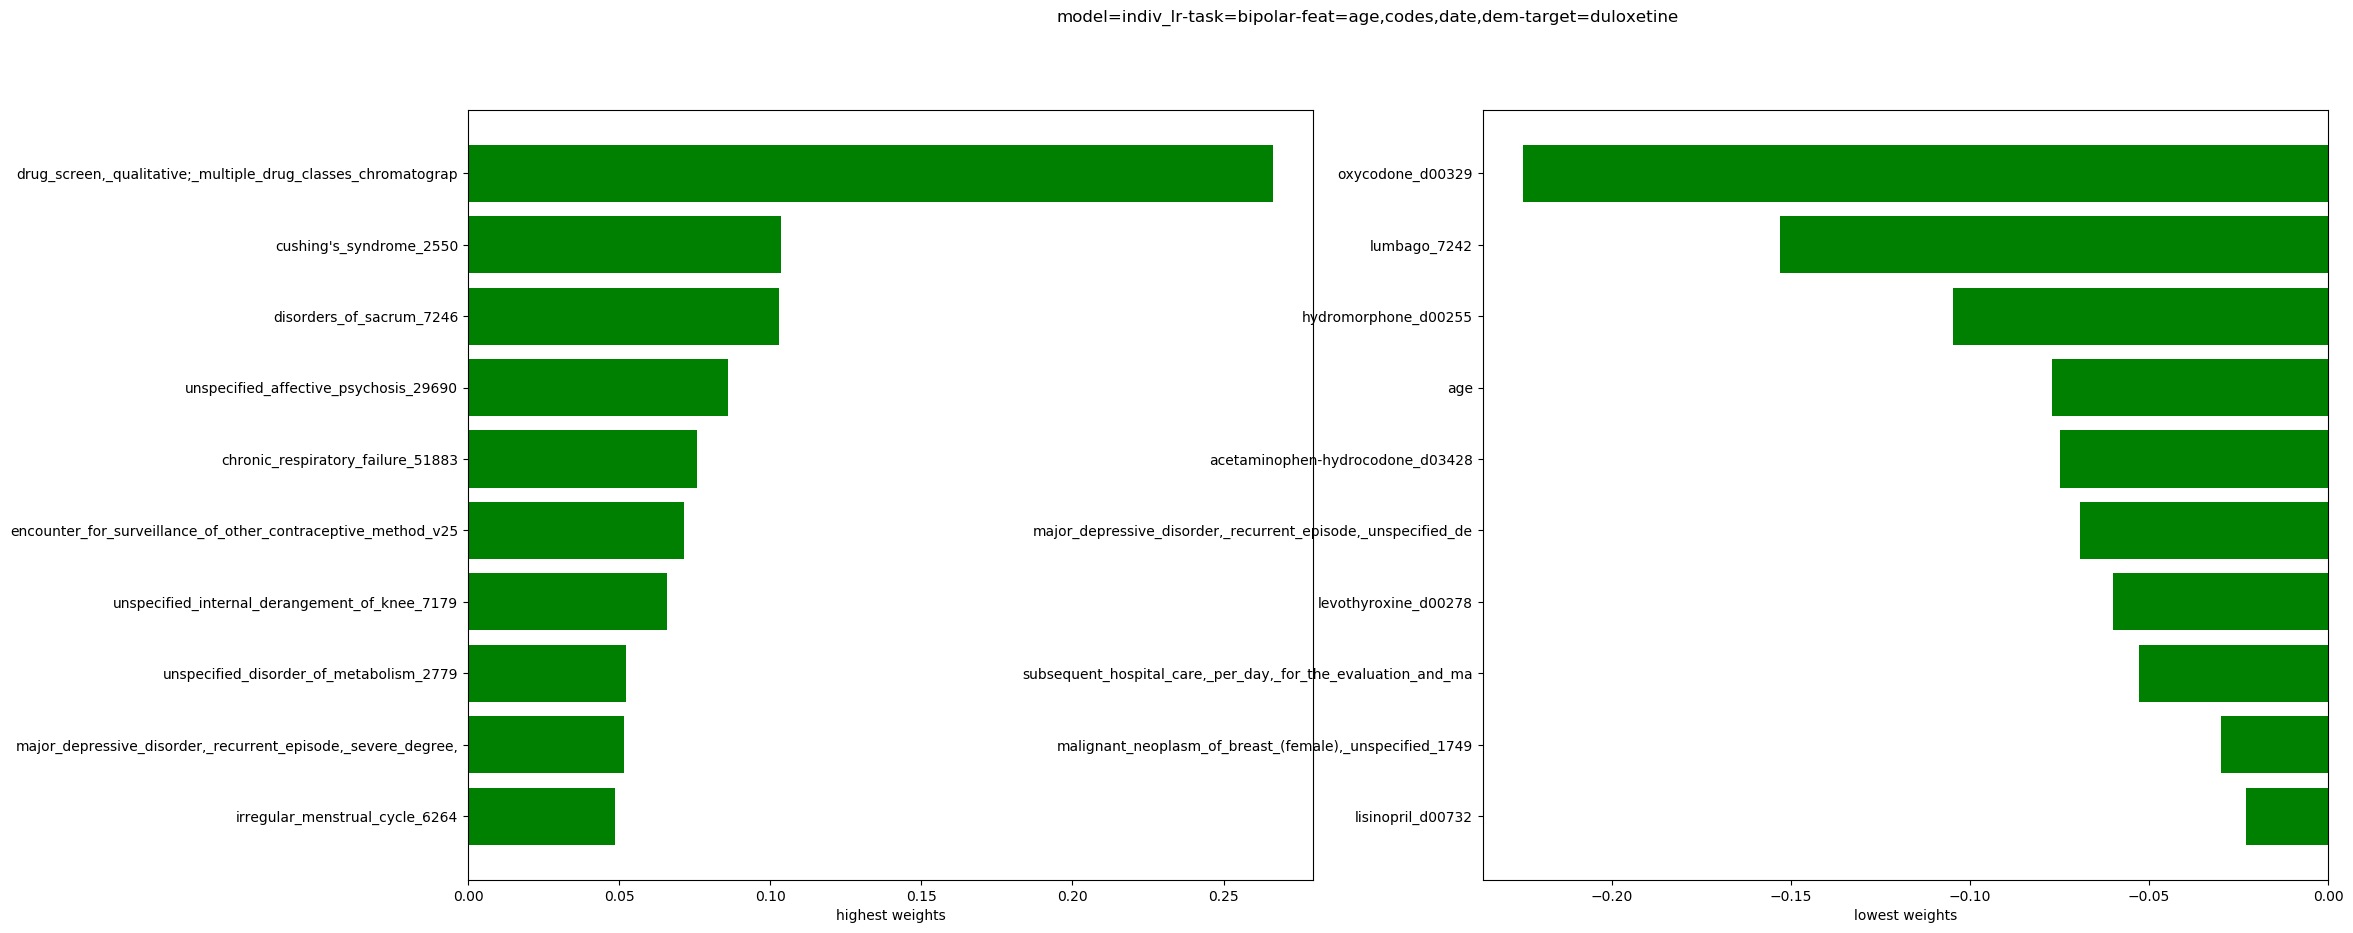 model=indiv_lr-task=bipolar-feat=age,codes,date,dem-target=duloxetine
drug_screen,_qualitative;_multiple_drug_classes_chromatograp
cushing's_syndrome_2550
disorders_of_sacrum_7246
unspecified_affective_psychosis_29690
chronic_respiratory_failure_51883
encounter_for_surveillance_of_other_contraceptive_method_v25
unspecified_internal_derangement_of_knee_7179
unspecified_disorder_of_metabolism_2779
major_depressive_disorder,_recurrent_episode,_severe_degree,
irregular_menstrual_cycle_6264
0.00 0.05 0.10 0.15 0.20 0.25
highest weights
oxycodone_d00329
lumbago_7242
hydromorphone_d00255
age
acetaminophen-hydrocodone_d03428
major_depressive_disorder,_recurrent_episode,_unspecified_de
levothyroxine_d00278
subsequent_hospital_care,_per_day,_for_the_evaluation_and_ma
malignant_neoplasm_of_breast_(female),_unspecified_1749
lisinopril_d00732
−0.20 −0.15 −0.10 −0.05 0.00
lowest weights